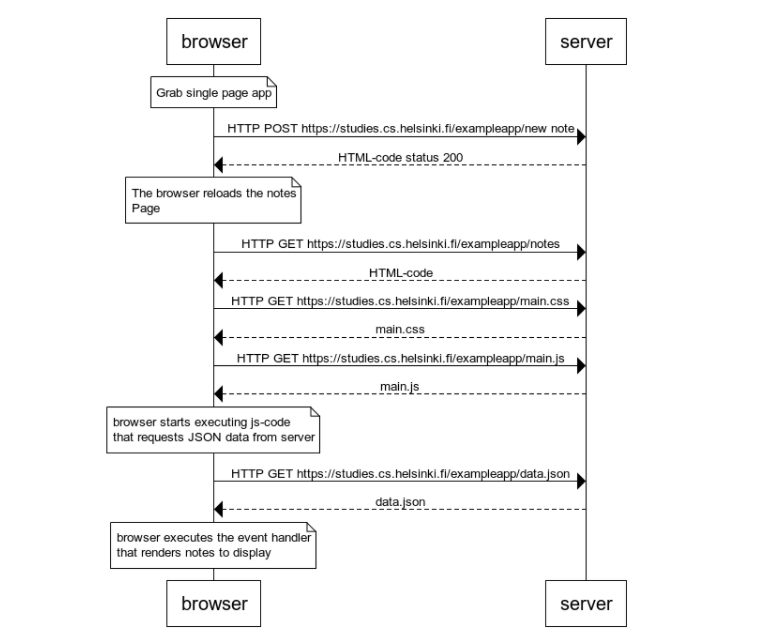 browser server
Grab single page app
HTTP POST https://studies.cs.helsinki.fi/exampleapp/new note
HTML-code status 200
The browser reloads the notes
Page
HTTP GET https://studies.cs.helsinki.fi/exampleapp/notes
HTML-code
HTTP GET https://studies.cs.helsinki.fi/exampleapp/main.css
main.css
HTTP GET https://studies.cs.helsinki.fi/exampleapp/main.js
main.js
browser starts executing js-code
that requests JSON data from server
HTTP GET https://studies.cs.helsinki.fi/exampleapp/data.json
data.json
browser executes the event handler
that renders notes to display
browser server